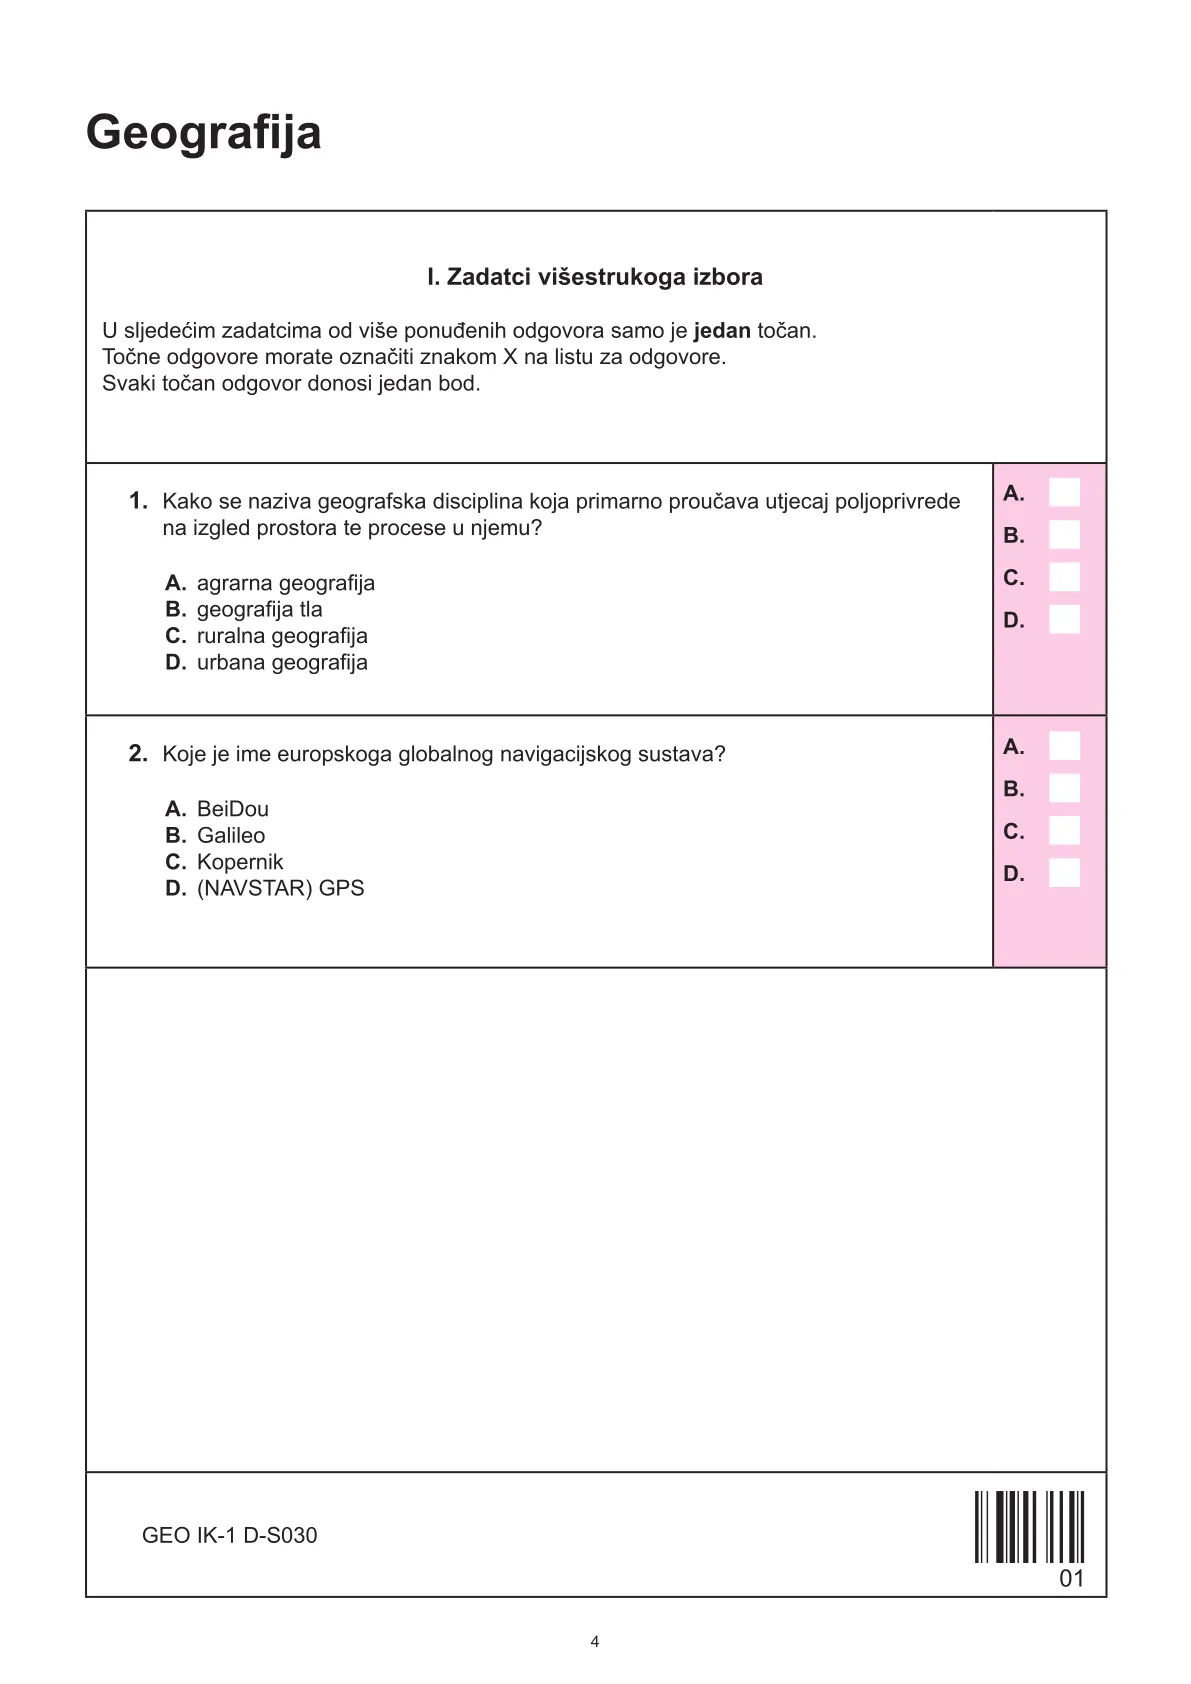 Geografija
I. Zadatci višestrukoga izbora
U sljedećim zadatcima od više ponuđenih odgovora samo je jedan točan.
Točne odgovore morate označiti znakom X na listu za odgovore.
Svaki točan odgovor donosi jedan bod.
1. Kako se naziva geografska disciplina koja primarno proučava utjecaj poljoprivrede
na izgled prostora te procese u njemu?
A. agrarna geografija
B. geografija tla
C. ruralna geografija
D. urbana geografija
A.
B.
C.
D.
2. Koje je ime europskoga globalnog navigacijskog sustava?
A. BeiDou
B. Galileo
C. Kopernik
D. (NAVSTAR) GPS
A.
B.
C.
D.
GEO IK-1 D-S030
01
4